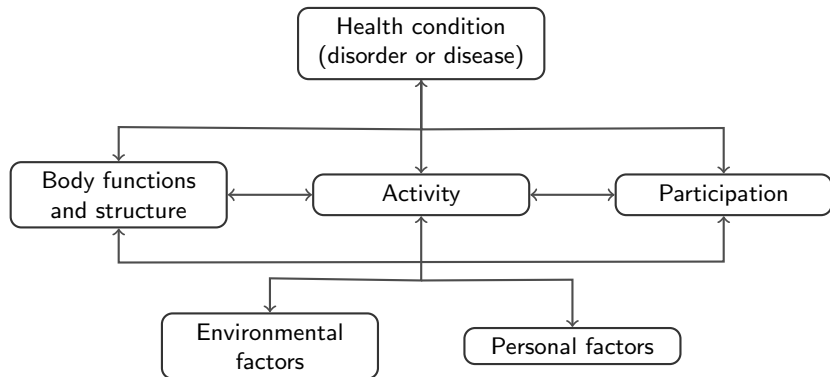 Health condition
(disorder or disease)
Body functions
and structure
Activity
Participation
Environmental
factors
Personal factors